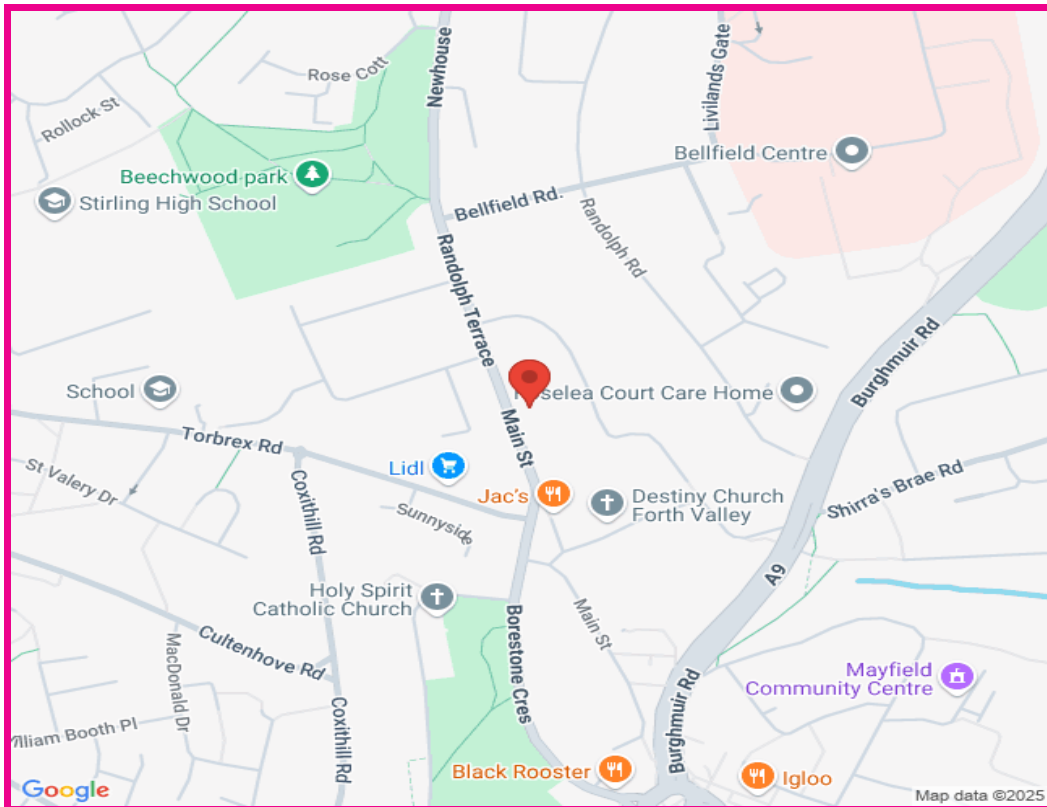 Rose Cott
Newhouse
Livilands Gate
Rollock St
Bellfield Centre
Beechwood park
Stirling High School
Bellfield Rd.
Randolph Rd
Randolph Terrace
Burghmuir Rd
School
selea Court Care Home
Main St
Torbrex Rd
Lidl
St Valery Dr
Coxithill Rd
Jac's
Destiny Church
Forth Valley
Shirra's Brae Rd
Sunnyside
A9
Holy Spirit
Catholic Church
Main St
Borestone Cres
Cultenhove Rd
MacDonald Dr
Mayfield
Community Centre
Burghmuir Rd
Coxithill Rd
illiam Booth Pl
Black Rooster
Igloo
Google
Map data ©2025